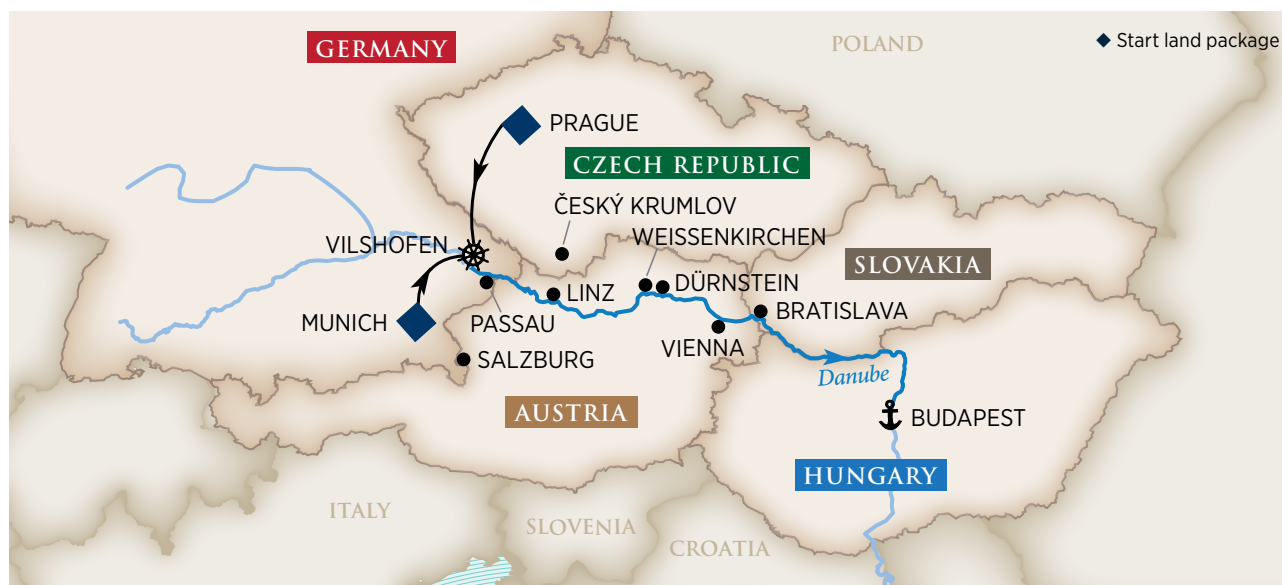 GERMANY
POLAND
Start land package
PRAGUE
CZECH REPUBLIC
ČESKÝ KRUMLOV
WEISSENKIRCHEN
VILSHOFEN
SLOVAKIA
DÜRNSTEIN
LINZ
BRATISLAVA
MUNICH
PASSAU
VIENNA
SALZBURG
Danube
AUSTRIA
BUDAPEST
HUNGARY
ITALY
SLOVENIA
CROATIA